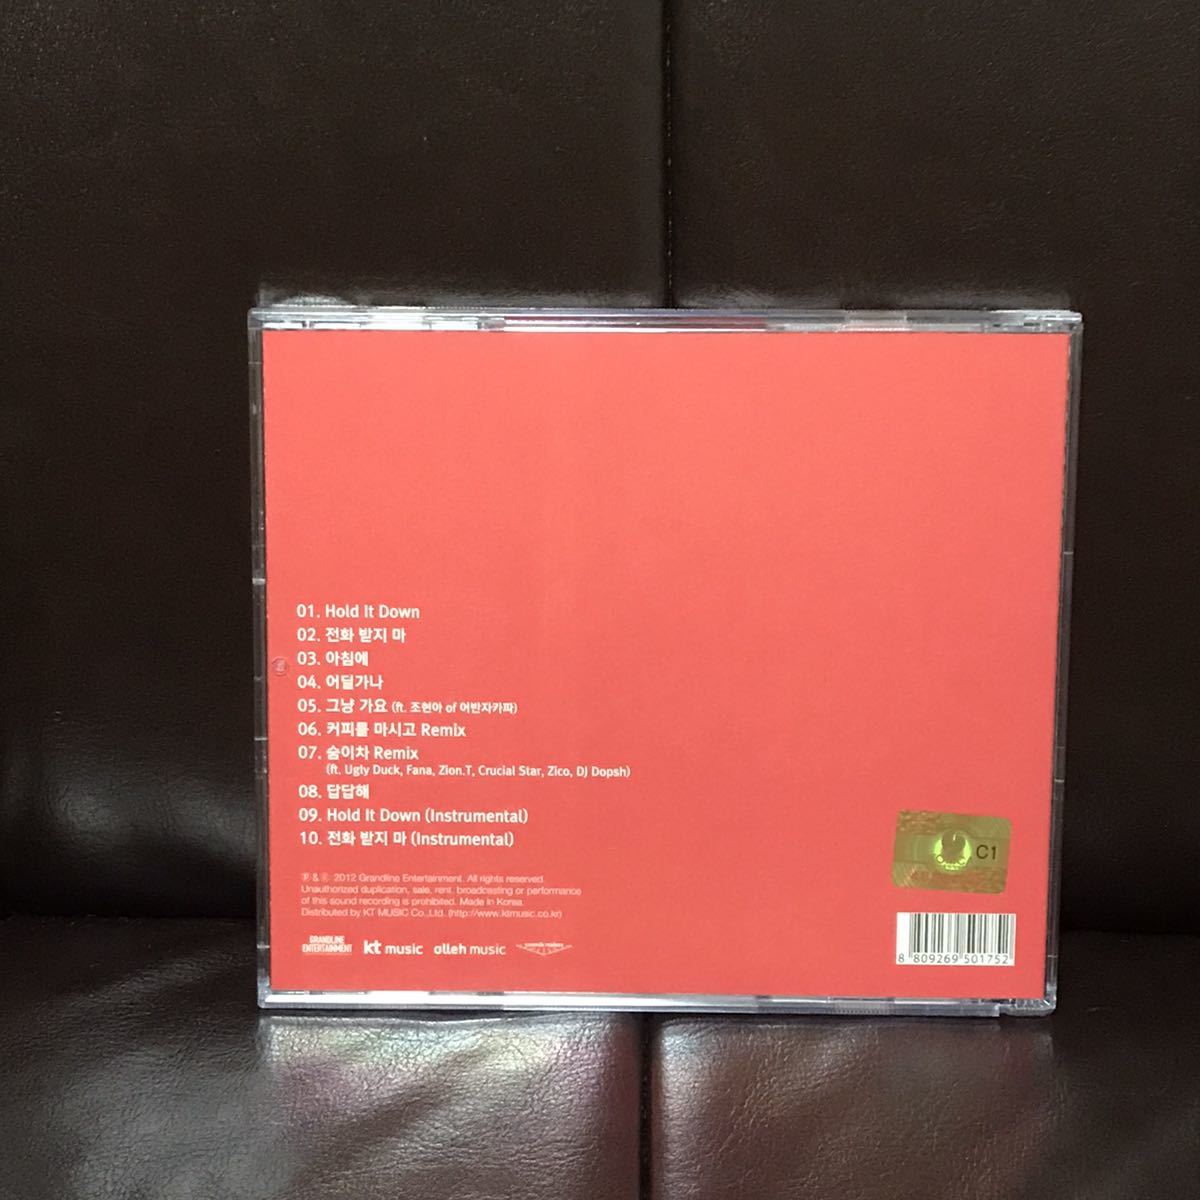 01. Hold It Down
02. 전화 받지 마
03. 아침에
04. 어딜가나
05. 그냥 가요 (ft. 조현아 of 어반자카파)
06. 커피를 마시고 Remix
07. 숨이차 Remix
(ft. Ugly Duck, Fana, Zion.T, Crucial Star, Zico, DJ Dopsh)
08. 답답해
09. Hold It Down (Instrumental)
10. 전화 받지 마 (Instrumental)
℗ & © 2012 Grandline Entertainment. All rights reserved.
Unauthorized duplication, sale, rent, broadcasting or performance
of this sound recording is prohibited. Made in Korea.
Distributed by KT MUSIC Co.,Ltd. (http://www.ktmusic.co.kr)
GRANDLINE
ENTERTAINMENT
kt music
olleh music
C1
8 809269 501752